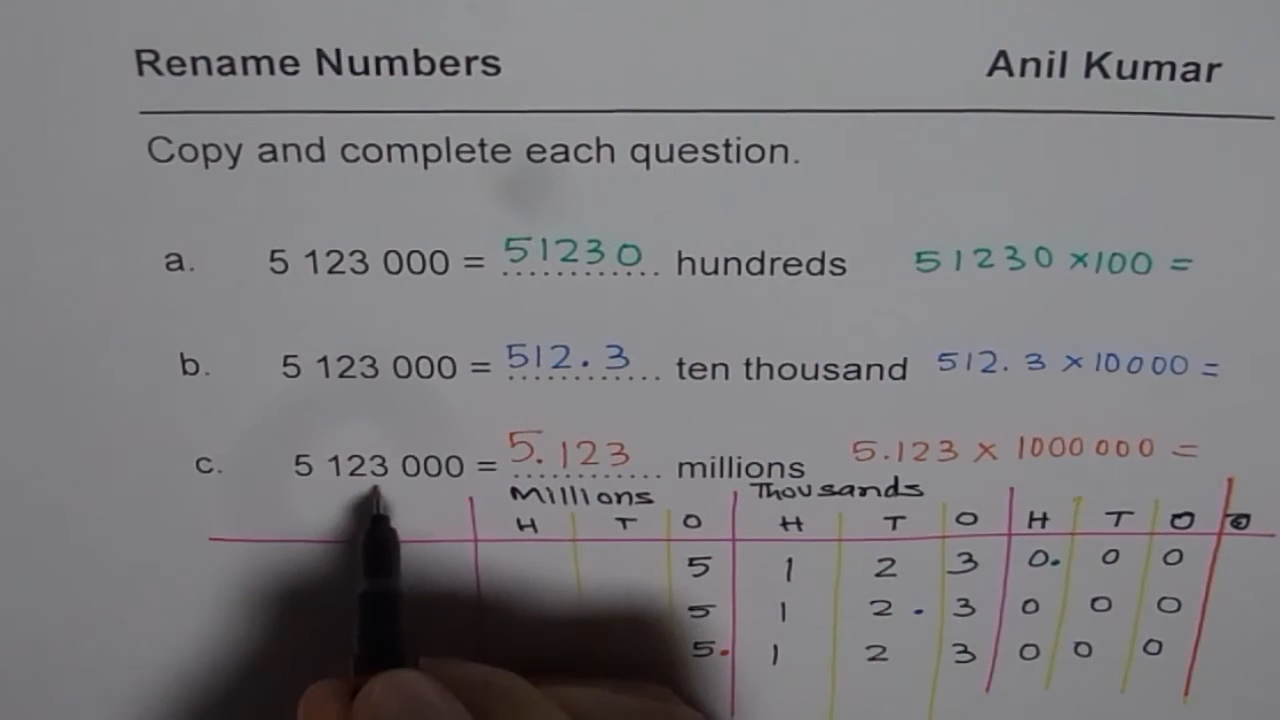 Rename Numbers Anil Kumar
Copy and complete each question.
a. 5 123 000 = 51230 hundreds 51230 ×100 =
b. 5 123 000 = 512.3 ten thousand 512.3 ×10000 =
c. 5 123 000 = 5.123 millions 5.123 × 1000000 =
Millions Thousands
H T O H T O H T O
5 1 2 3 0. 0 0
5 1 2 . 3 0 0 0
5. 1 2 3 0 0 0